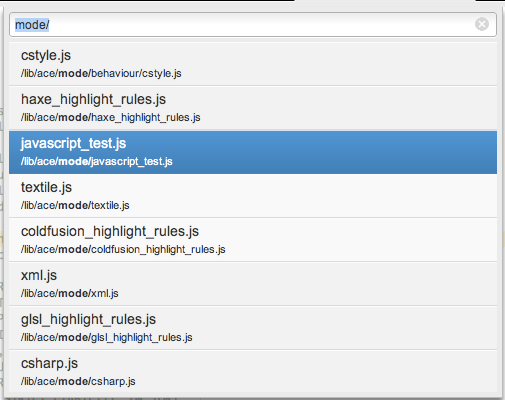 mode/
cstyle.js
/lib/ace/mode/behaviour/cstyle.js
haxe_highlight_rules.js
/lib/ace/mode/haxe_highlight_rules.js
javascript_test.js
/lib/ace/mode/javascript_test.js
textile.js
/lib/ace/mode/textile.js
coldfusion_highlight_rules.js
/lib/ace/mode/coldfusion_highlight_rules.js
xml.js
/lib/ace/mode/xml.js
glsl_highlight_rules.js
/lib/ace/mode/glsl_highlight_rules.js
csharp.js
/lib/ace/mode/csharp.js